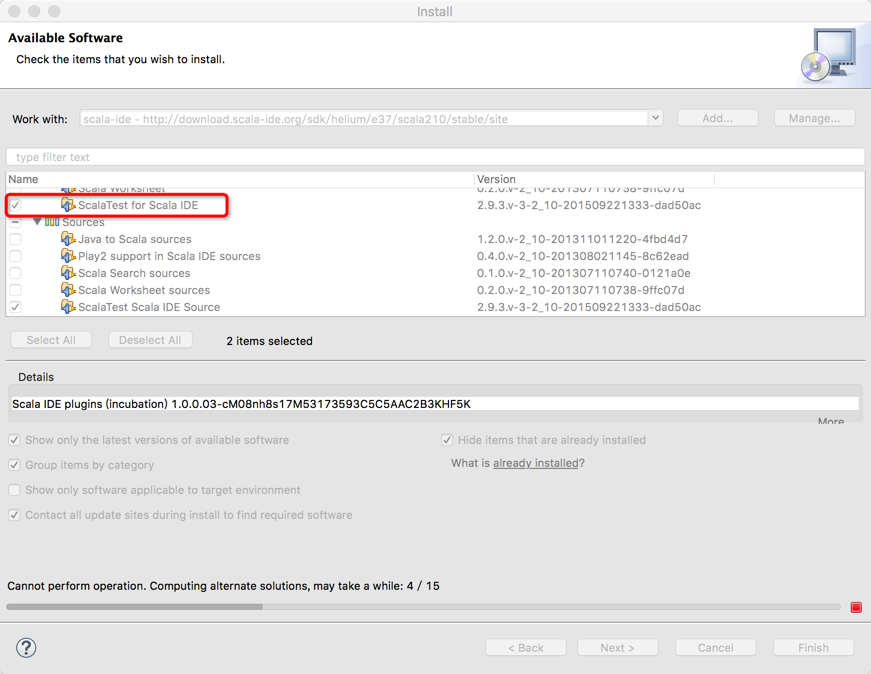 Install
Available Software
Check the items that you wish to install.
Work with: scala-ide - http://download.scala-ide.org/sdk/helium/e37/scala210/stable/site Add... Manage...
type filter text
Name Version
Scala Worksheet 0.2.0.v-2_10-201307110738-9ffc07d
ScalaTest for Scala IDE 2.9.3.v-3-2_10-201509221333-dad50ac
Sources
Java to Scala sources 1.2.0.v-2_10-201311011220-4fbd4d7
Play2 support in Scala IDE sources 0.4.0.v-2_10-201308021145-8c62ead
Scala Search sources 0.1.0.v-2_10-201307110740-0121a0e
Scala Worksheet sources 0.2.0.v-2_10-201307110738-9ffc07d
ScalaTest Scala IDE Source 2.9.3.v-3-2_10-201509221333-dad50ac
Select All Deselect All 2 items selected
Details
Scala IDE plugins (incubation) 1.0.0.03-cM08nh8s17M53173593C5C5AAC2B3KHF5K
More
Show only the latest versions of available software Hide items that are already installed
Group items by category What is already installed?
Show only software applicable to target environment
Contact all update sites during install to find required software
Cannot perform operation. Computing alternate solutions, may take a while: 4 / 15
? < Back Next > Cancel Finish